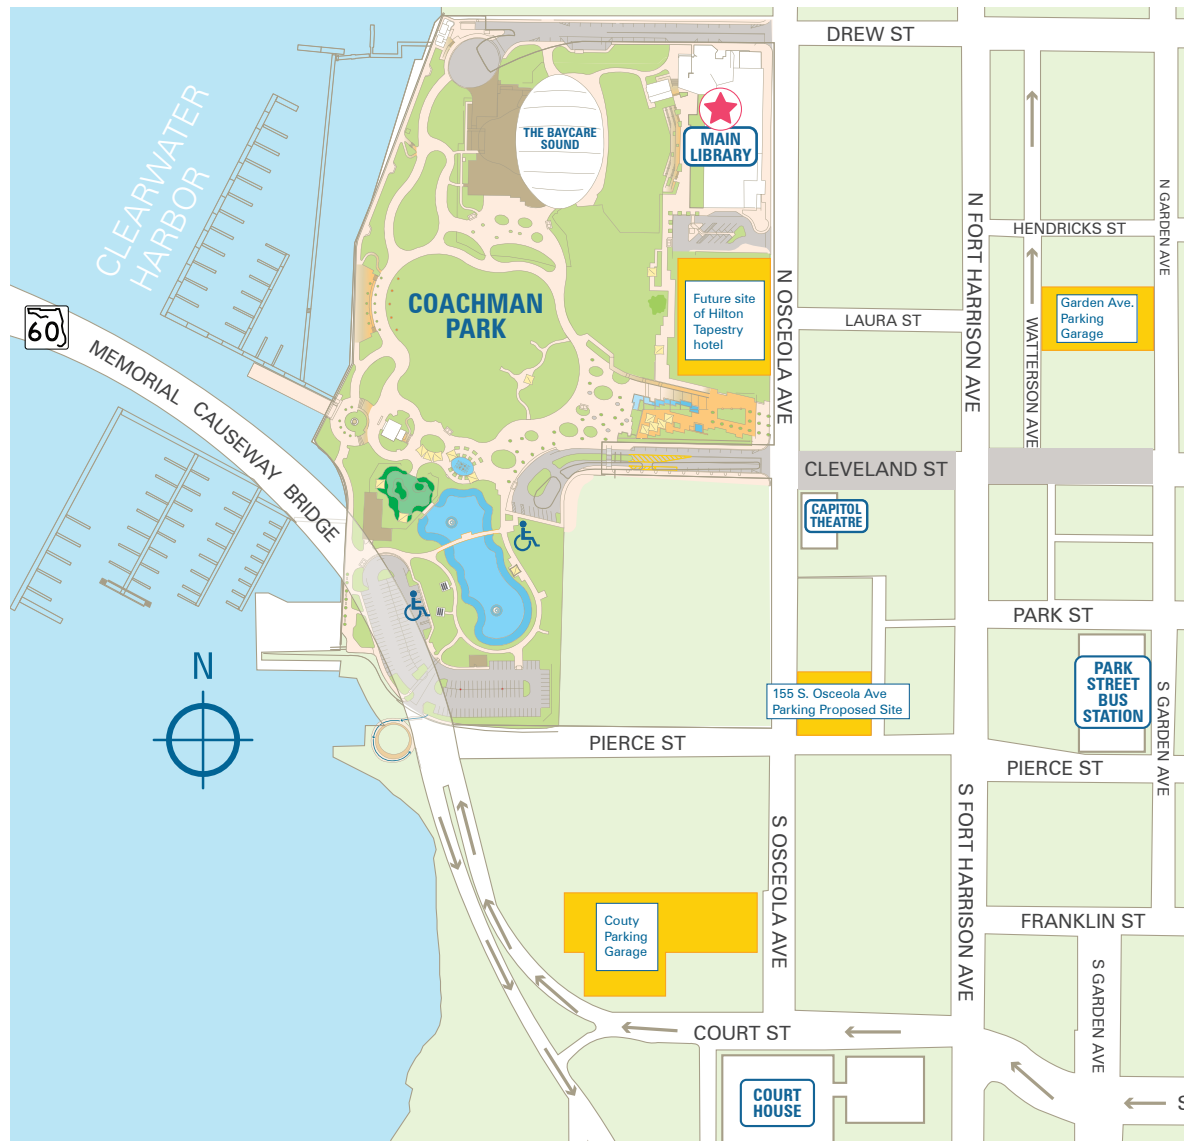 DREW ST
THE BAYCARE
SOUND
MAIN
LIBRARY
CLEARWATER
HARBOR
N GARDEN AVE
N FORT HARRISON AVE
HENDRICKS ST
N OSCEOLA AVE
COACHMAN
PARK
Future site
of Hilton
Tapestry
hotel
LAURA ST
Garden Ave.
Parking
Garage
WATTERSON AVE
60
MEMORIAL CAUSEWAY BRIDGE
CLEVELAND ST
CAPITOL
THEATRE
PARK ST
N
PARK
STREET
BUS
STATION
S GARDEN AVE
155 S. Osceola Ave
Parking Proposed Site
PIERCE ST
PIERCE ST
S OSCEOLA AVE
S FORT HARRISON AVE
Couty
Parking
Garage
FRANKLIN ST
S GARDEN AVE
COURT ST
COURT
HOUSE
S